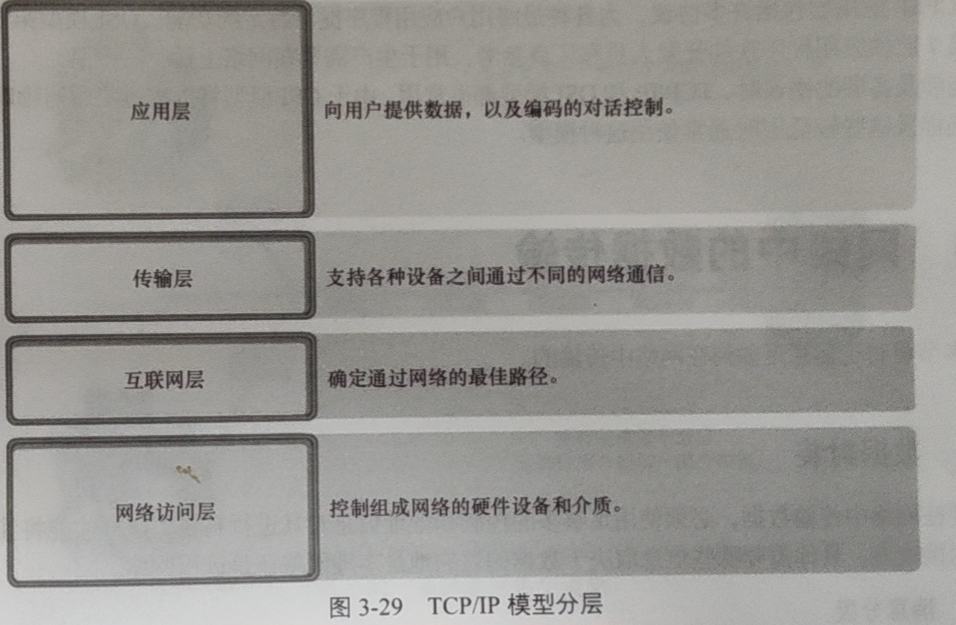 应用层
向用户提供数据，以及编码的对话控制。
传输层
支持各种设备之间通过不同的网络通信。
互联网层
确定通过网络的最佳路径。
网络访问层
控制组成网络的硬件设备和介质。
图 3-29 TCP/IP 模型分层